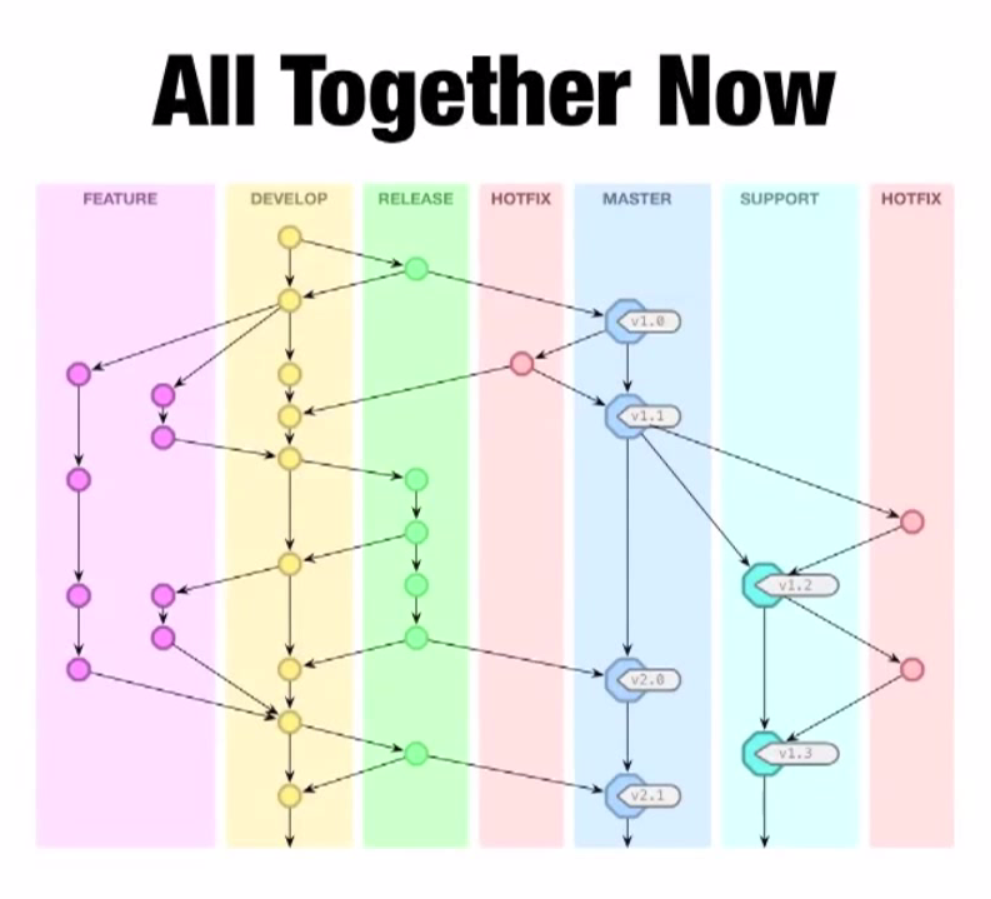 All Together Now
FEATURE DEVELOP RELEASE HOTFIX MASTER SUPPORT HOTFIX
v1.0
v1.1
v1.2
v2.0
v1.3
v2.1